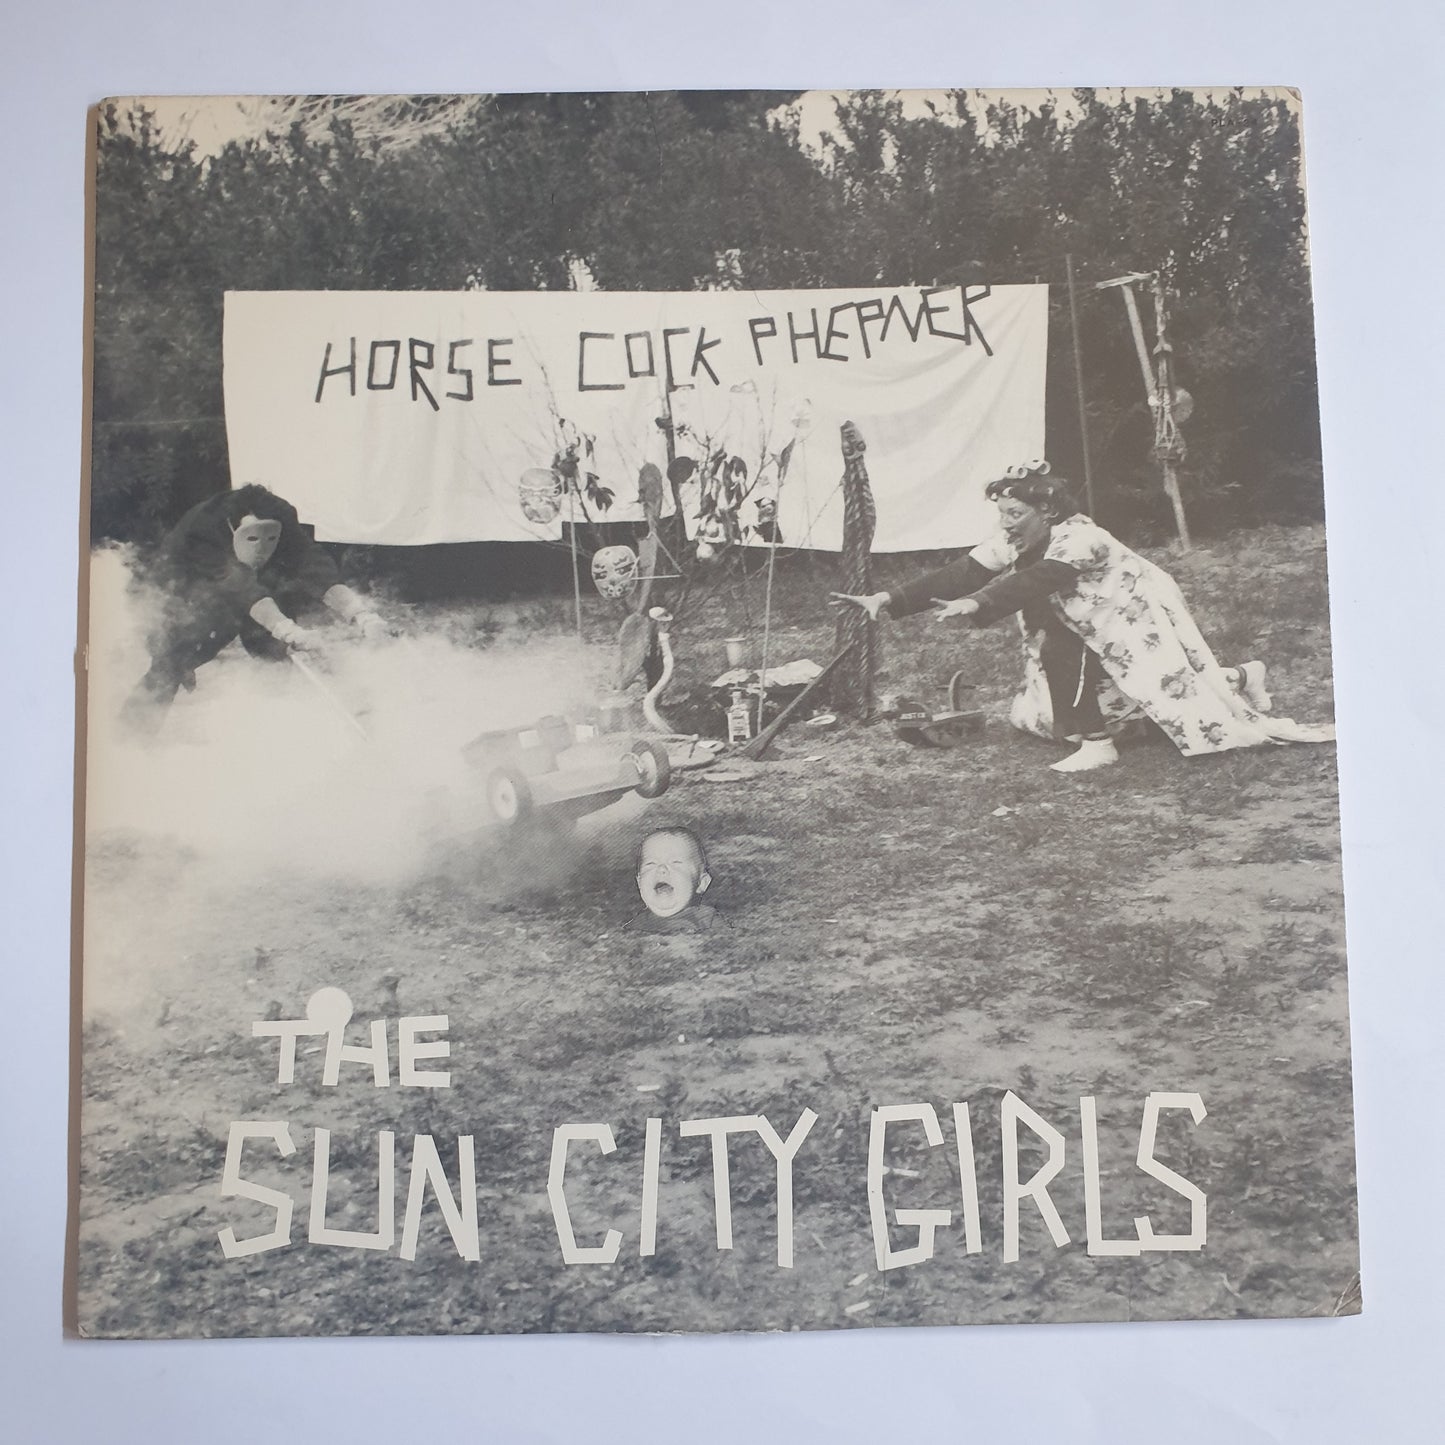 HORSE COCK PHEPNER
THE
SUN CITY GIRLS